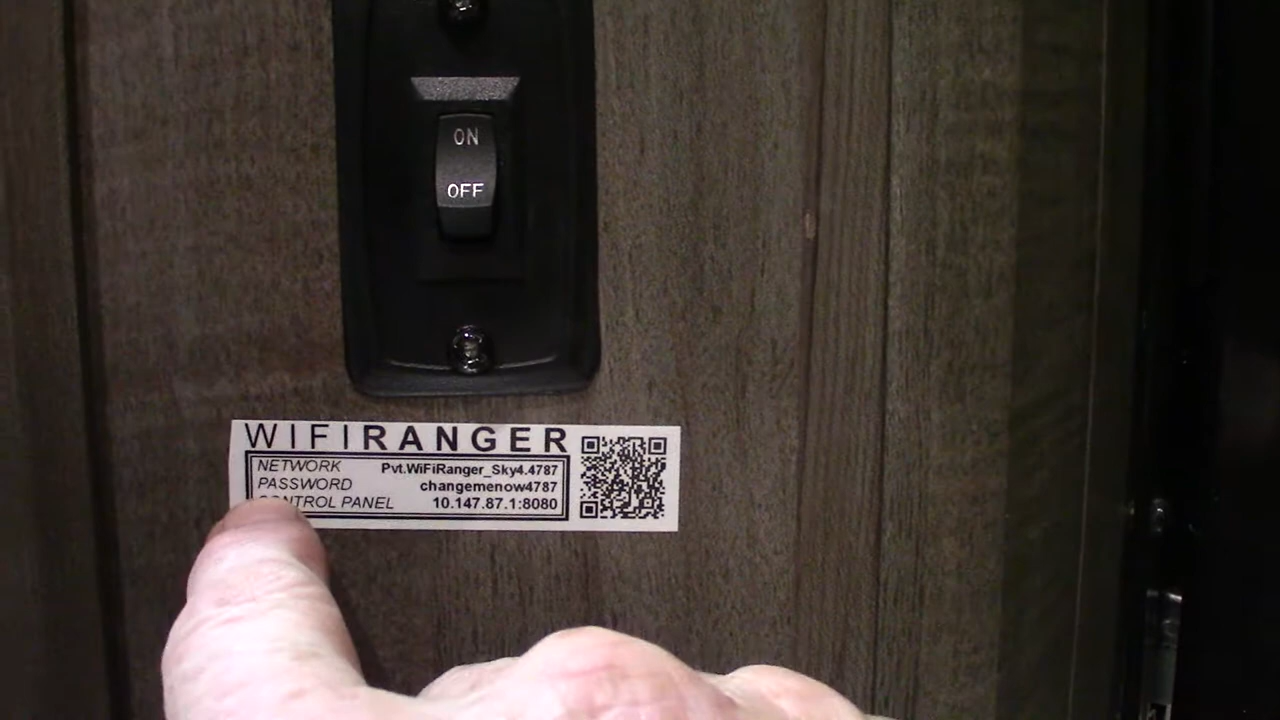 ON
OFF
WIFIRANGER
NETWORK Pvt.WiFiRanger_Sky4.4787
PASSWORD changemenow4787
CONTROL PANEL 10.147.87.1:8080